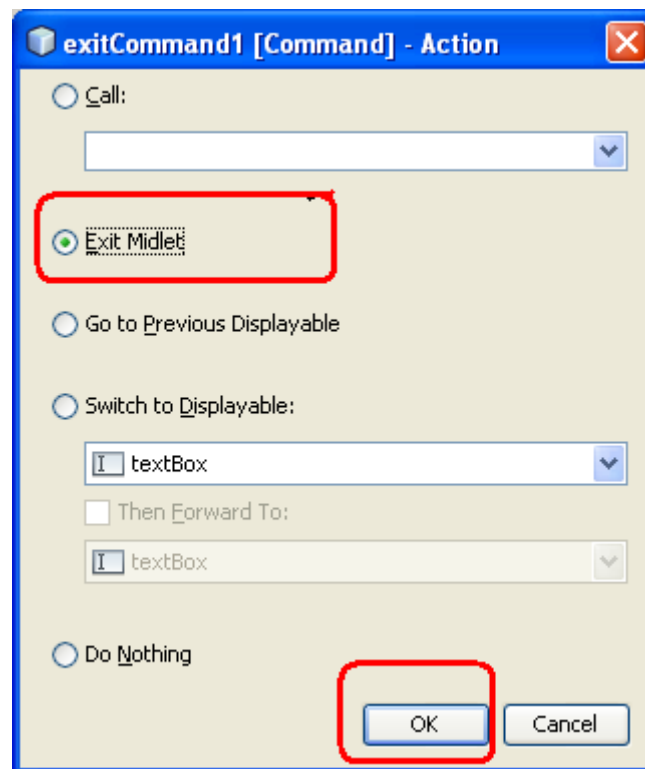 exitCommand1 [Command] - Action
Call:
Exit Midlet
Go to Previous Displayable
Switch to Displayable:
textBox
Then Forward To:
textBox
Do Nothing
OK Cancel